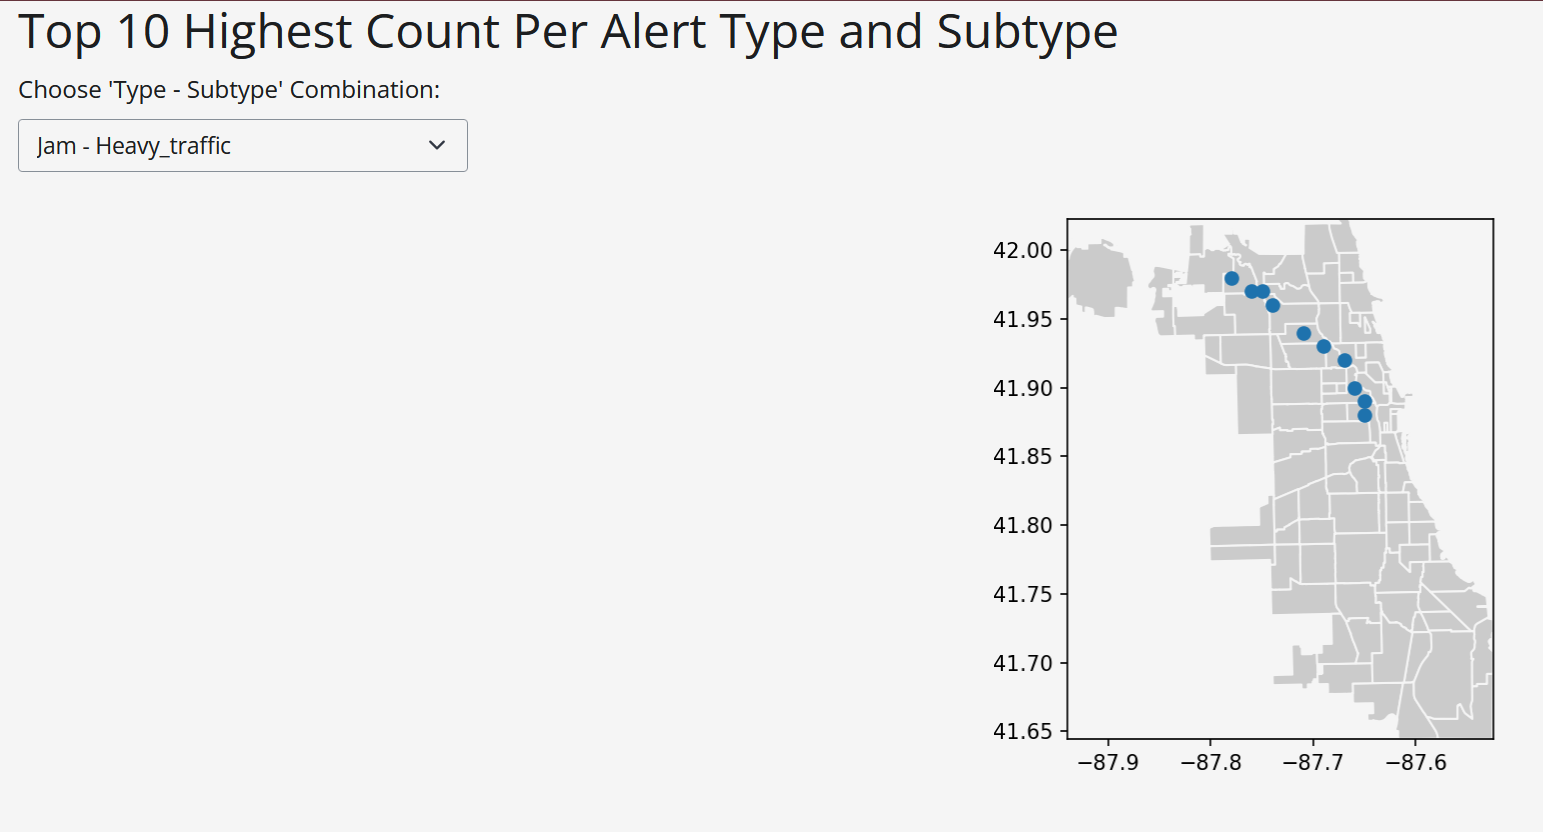 Top 10 Highest Count Per Alert Type and Subtype
Choose 'Type - Subtype' Combination:
Jam - Heavy_traffic
42.00
41.95
41.90
41.85
41.80
41.75
41.70
41.65
−87.9 −87.8 −87.7 −87.6